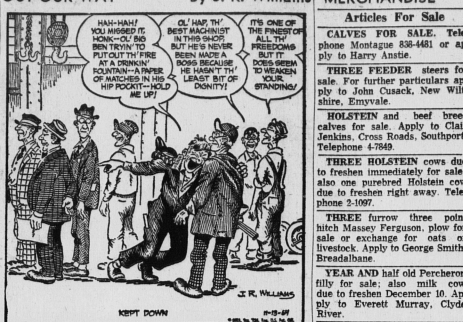 HAH-HAH!
YOU MISSED IT,
HONK--OL' BIG
BEN TRYIN' TO
PUT OUT TH' FIRE
AT A DRINKIN'
FOUNTAIN--A PAPER
OF MATCHES IN HIS
HIP POCKIT--HOLD
ME UP!
OL' HAP, TH'
BEST MACHINIST
IN THIS SHOP,
BUT HE'S NEVER
BEEN MADE A
BOSS BECAUSE
HE HASN'T TH'
LEAST BIT OF
DIGNITY!
IT'S ONE OF
THE FINEST OF
ALL TH'
FREEDOMS
BUT IT
DOES SEEM
TO WEAKEN
YOUR
STANDING!
J.R. WILLIAMS
KEPT DOWN
11-13-64
MERCHANDISE
Articles For Sale
CALVES FOR SALE. Tele
phone Montague 838-4481 or ap
ply to Harry Anstie.
THREE FEEDER steers fo
sale. For further particulars ap
ply to John Cusack, New Wilt
shire, Emyvale.
HOLSTEIN and beef bree
calves for sale. Apply to Clair
Jenkins, Cross Roads, Southport
Telephone 4-7849.
THREE HOLSTEIN cows due
to freshen immediately for sale
also one purebred Holstein cow
due to freshen right away. Tele
phone 2-1097.
THREE furrow three poin
hitch Massey Ferguson, plow for
sale or exchange for oats o
livestock. Apply to George Smith
Breadalbane.
YEAR AND half old Percheron
filly for sale; also milk cow
due to freshen December 10. Ap
ply to Everett Murray, Clyde
River.